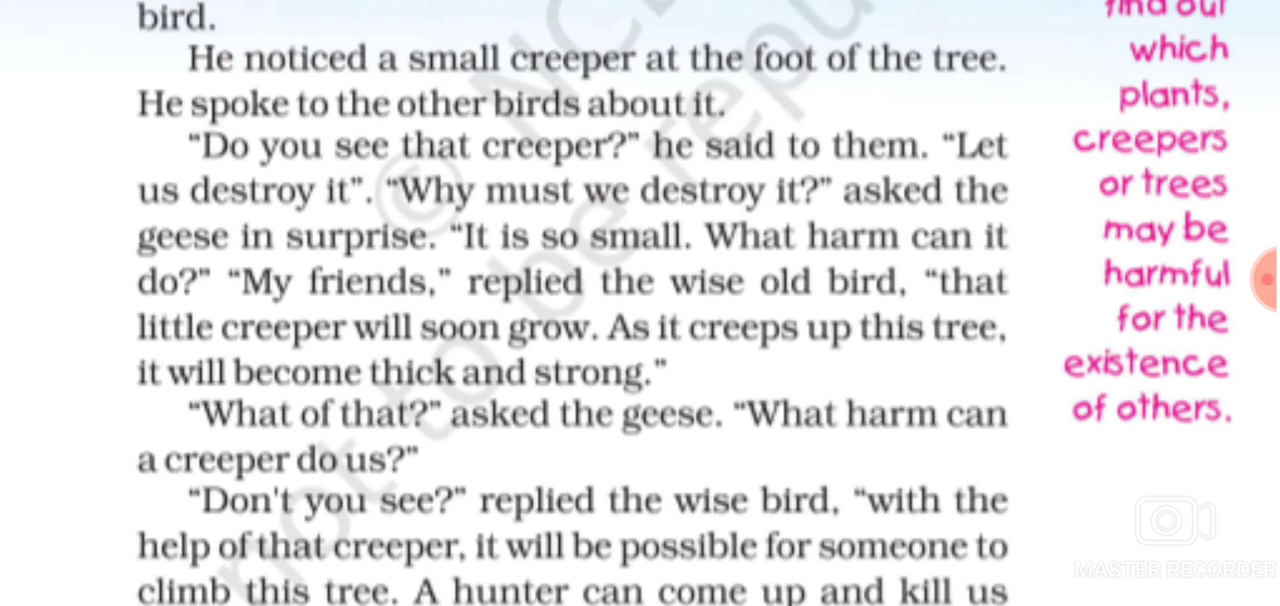 bird.
He noticed a small creeper at the foot of the tree.
He spoke to the other birds about it.
“Do you see that creeper?” he said to them. “Let
us destroy it”. “Why must we destroy it?” asked the
geese in surprise. “It is so small. What harm can it
do?” “My friends,” replied the wise old bird, “that
little creeper will soon grow. As it creeps up this tree,
it will become thick and strong.”
“What of that?” asked the geese. “What harm can
a creeper do us?”
“Don't you see?” replied the wise bird, “with the
help of that creeper, it will be possible for someone to
climb this tree. A hunter can come up and kill us
find out
which
plants,
creepers
or trees
may be
harmful
for the
existence
of others.
not to be repu
© NCE
MASTER RECORDER